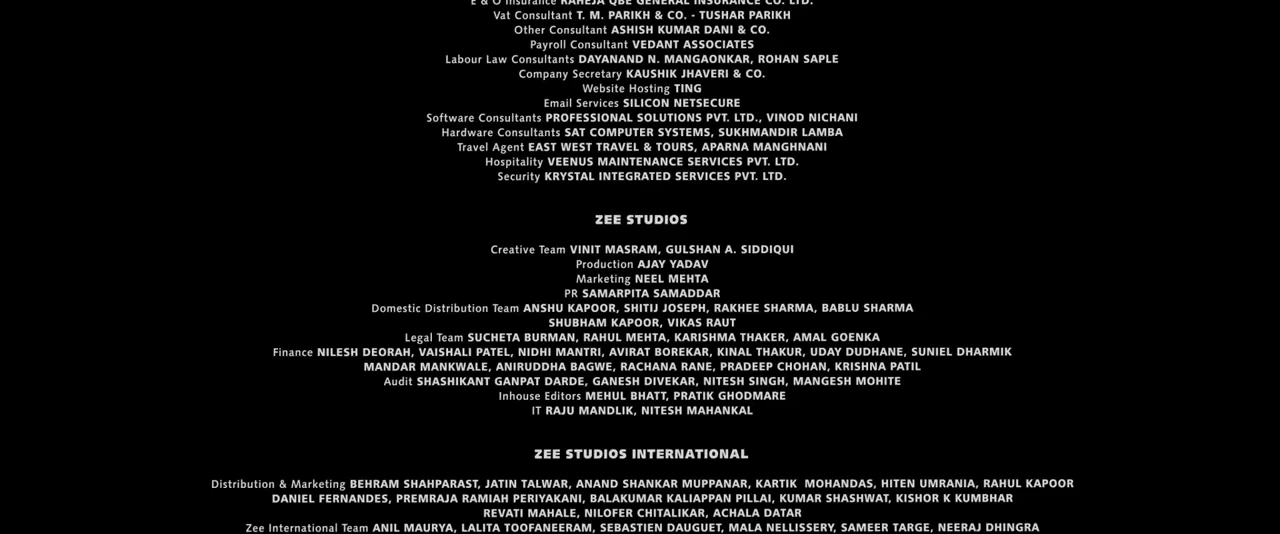 E & O Insurance RAHEJA QBE GENERAL INSURANCE CO. LTD.
Vat Consultant T. M. PARIKH & CO. - TUSHAR PARIKH
Other Consultant ASHISH KUMAR DANI & CO.
Payroll Consultant VEDANT ASSOCIATES
Labour Law Consultants DAYANAND N. MANGAONKAR, ROHAN SAPLE
Company Secretary KAUSHIK JHAVERI & CO.
Website Hosting TING
Email Services SILICON NETSECURE
Software Consultants PROFESSIONAL SOLUTIONS PVT. LTD., VINOD NICHANI
Hardware Consultants SAT COMPUTER SYSTEMS, SUKHMANDIR LAMBA
Travel Agent EAST WEST TRAVEL & TOURS, APARNA MANGHNANI
Hospitality VEENUS MAINTENANCE SERVICES PVT. LTD.
Security KRYSTAL INTEGRATED SERVICES PVT. LTD.
ZEE STUDIOS
Creative Team VINIT MASRAM, GULSHAN A. SIDDIQUI
Production AJAY YADAV
Marketing NEEL MEHTA
PR SAMARPITA SAMADDAR
Domestic Distribution Team ANSHU KAPOOR, SHITIJ JOSEPH, RAKHEE SHARMA, BABLU SHARMA
SHUBHAM KAPOOR, VIKAS RAUT
Legal Team SUCHETA BURMAN, RAHUL MEHTA, KARISHMA THAKER, AMAL GOENKA
Finance NILESH DEORAH, VAISHALI PATEL, NIDHI MANTRI, AVIRAT BOREKAR, KINAL THAKUR, UDAY DUDHANE, SUNIEL DHARMIK
MANDAR MANKWALE, ANIRUDDHA BAGWE, RACHANA RANE, PRADEEP CHOHAN, KRISHNA PATIL
Audit SHASHIKANT GANPAT DARDE, GANESH DIVEKAR, NITESH SINGH, MANGESH MOHITE
Inhouse Editors MEHUL BHATT, PRATIK GHODMARE
IT RAJU MANDLIK, NITESH MAHANKAL
ZEE STUDIOS INTERNATIONAL
Distribution & Marketing BEHRAM SHAHPARAST, JATIN TALWAR, ANAND SHANKAR MUPPANAR, KARTIK MOHANDAS, HITEN UMRANIA, RAHUL KAPOOR
DANIEL FERNANDES, PREMRAJA RAMIAH PERIYAKANI, BALAKUMAR KALIAPPAN PILLAI, KUMAR SHASHWAT, KISHOR K KUMBHAR
REVATI MAHALE, NILOFER CHITALIKAR, ACHALA DATAR
Zee International Team ANIL MAURYA, LALITA TOOFANEERAM, SEBASTIEN DAUGUET, MALA NELLISSERY, SAMEER TARGE, NEERAJ DHINGRA